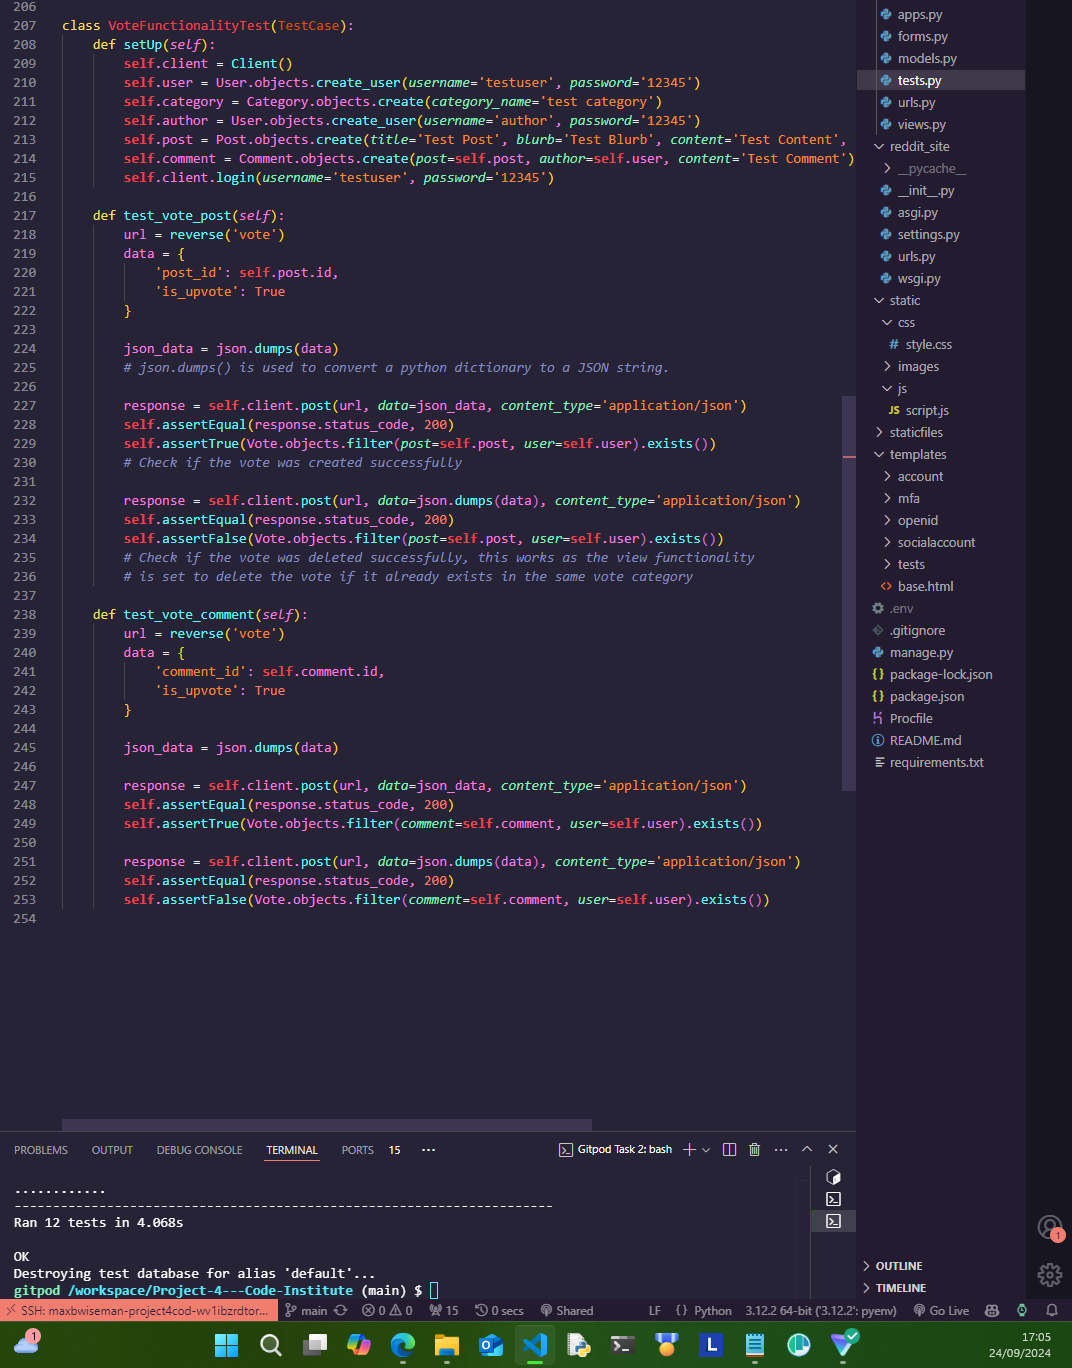 206
207 class VoteFunctionalityTest(TestCase):
208 def setUp(self):
209 self.client = Client()
210 self.user = User.objects.create_user(username='testuser', password='12345')
211 self.category = Category.objects.create(category_name='test category')
212 self.author = User.objects.create_user(username='author', password='12345')
213 self.post = Post.objects.create(title='Test Post', blurb='Test Blurb', content='Test Content',
214 self.comment = Comment.objects.create(post=self.post, author=self.user, content='Test Comment')
215 self.client.login(username='testuser', password='12345')
216
217 def test_vote_post(self):
218 url = reverse('vote')
219 data = {
220 'post_id': self.post.id,
221 'is_upvote': True
222 }
223
224 json_data = json.dumps(data)
225 # json.dumps() is used to convert a python dictionary to a JSON string.
226
227 response = self.client.post(url, data=json_data, content_type='application/json')
228 self.assertEqual(response.status_code, 200)
229 self.assertTrue(Vote.objects.filter(post=self.post, user=self.user).exists())
230 # Check if the vote was created successfully
231
232 response = self.client.post(url, data=json.dumps(data), content_type='application/json')
233 self.assertEqual(response.status_code, 200)
234 self.assertFalse(Vote.objects.filter(post=self.post, user=self.user).exists())
235 # Check if the vote was deleted successfully, this works as the view functionality
236 # is set to delete the vote if it already exists in the same vote category
237
238 def test_vote_comment(self):
239 url = reverse('vote')
240 data = {
241 'comment_id': self.comment.id,
242 'is_upvote': True
243 }
244
245 json_data = json.dumps(data)
246
247 response = self.client.post(url, data=json_data, content_type='application/json')
248 self.assertEqual(response.status_code, 200)
249 self.assertTrue(Vote.objects.filter(comment=self.comment, user=self.user).exists())
250
251 response = self.client.post(url, data=json.dumps(data), content_type='application/json')
252 self.assertEqual(response.status_code, 200)
253 self.assertFalse(Vote.objects.filter(comment=self.comment, user=self.user).exists())
254
apps.py
forms.py
models.py
tests.py
urls.py
views.py
reddit_site
__pycache__
__init__.py
asgi.py
settings.py
urls.py
wsgi.py
static
css
# style.css
images
js
JS script.js
staticfiles
templates
account
mfa
openid
socialaccount
tests
<> base.html
.env
.gitignore
manage.py
{} package-lock.json
{} package.json
Procfile
README.md
requirements.txt
OUTLINE
TIMELINE
1
PROBLEMS OUTPUT DEBUG CONSOLE TERMINAL PORTS 15 ... Gitpod Task 2: bash
............
----------------------------------------------------------------------
Ran 12 tests in 4.068s
OK
Destroying test database for alias 'default'...
gitpod /workspace/Project-4---Code-Institute (main) $
SSH: maxbwiseman-project4cod-wv1ibzrdtor... main 0 0 15 0 secs Shared LF {} Python 3.12.2 64-bit ('3.12.2': pyenv) Go Live
1
L
17:05
24/09/2024